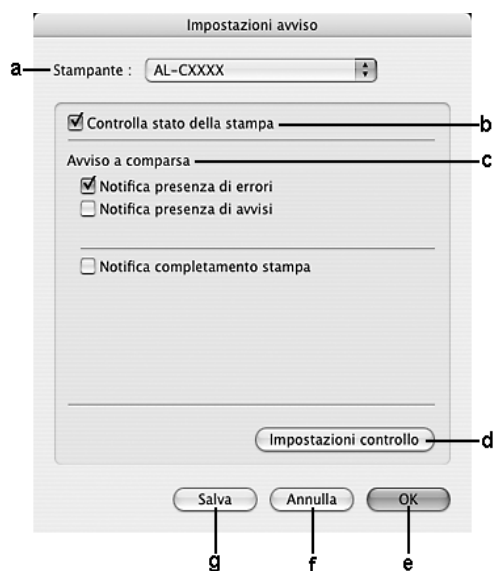 Impostazioni avviso
a Stampante : AL-CXXXX
Controlla stato della stampa b
Avviso a comparsa c
Notifica presenza di errori
Notifica presenza di avvisi
Notifica completamento stampa
Impostazioni controllo d
Salva Annulla OK
g f e